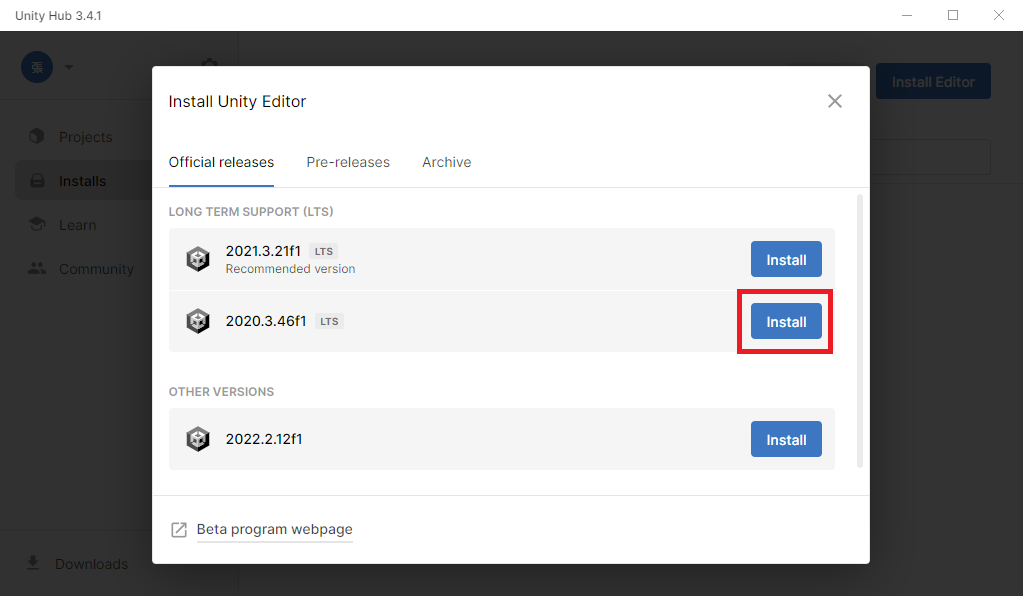 Unity Hub 3.4.1
張
Install Editor
Projects
Installs
Learn
Community
Downloads
Install Unity Editor
Official releases
Pre-releases
Archive
LONG TERM SUPPORT (LTS)
2021.3.21f1 LTS
Recommended version
Install
2020.3.46f1 LTS
Install
OTHER VERSIONS
2022.2.12f1
Install
Beta program webpage